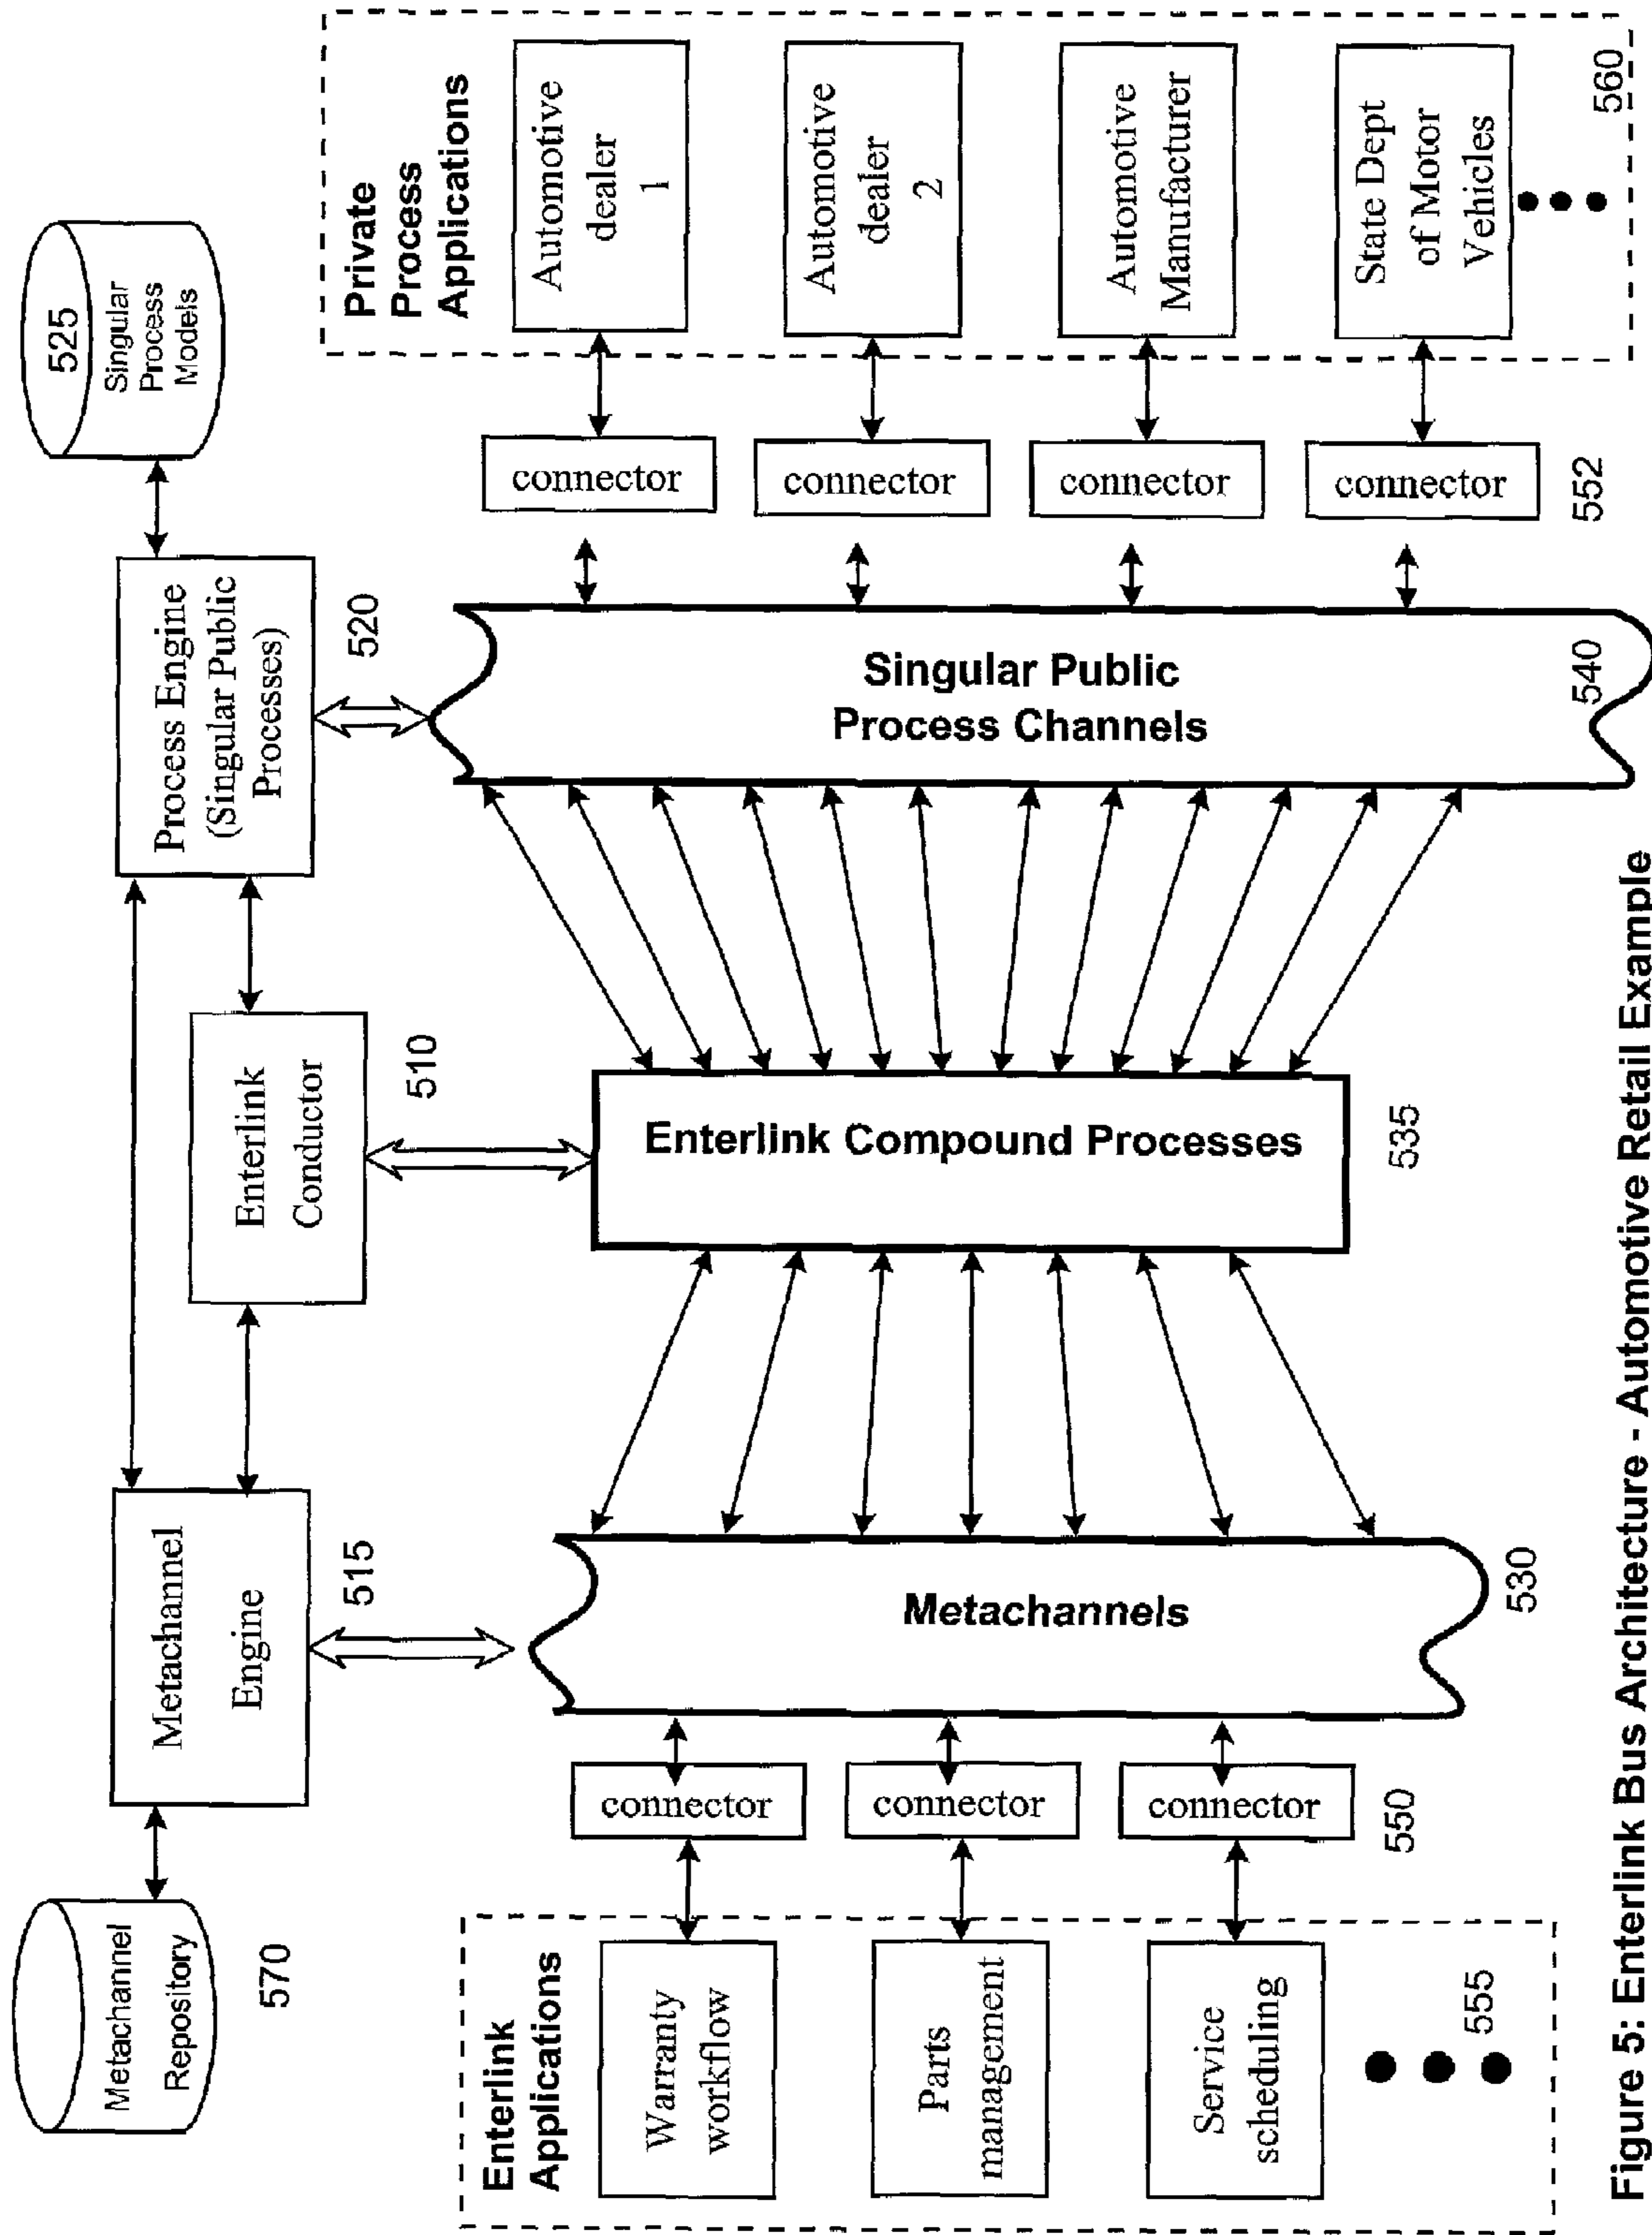 Metachannel
Repository
570
Metachannel
Engine
515
Enterlink
Conductor
510
Process Engine
(Singular Public
Processes)
520
525
Singular
Process
Models
Enterlink
Applications
Warranty
workflow
Parts
management
Service
scheduling
555
connector
connector
connector
550
Metachannels
530
Enterlink Compound Processes
535
Singular Public
Process Channels
540
connector
connector
connector
connector
552
Private
Process
Applications
Automotive
dealer
1
Automotive
dealer
2
Automotive
Manufacturer
State Dept
of Motor
Vehicles
560
Figure 5: Enterlink Bus Architecture - Automotive Retail Example